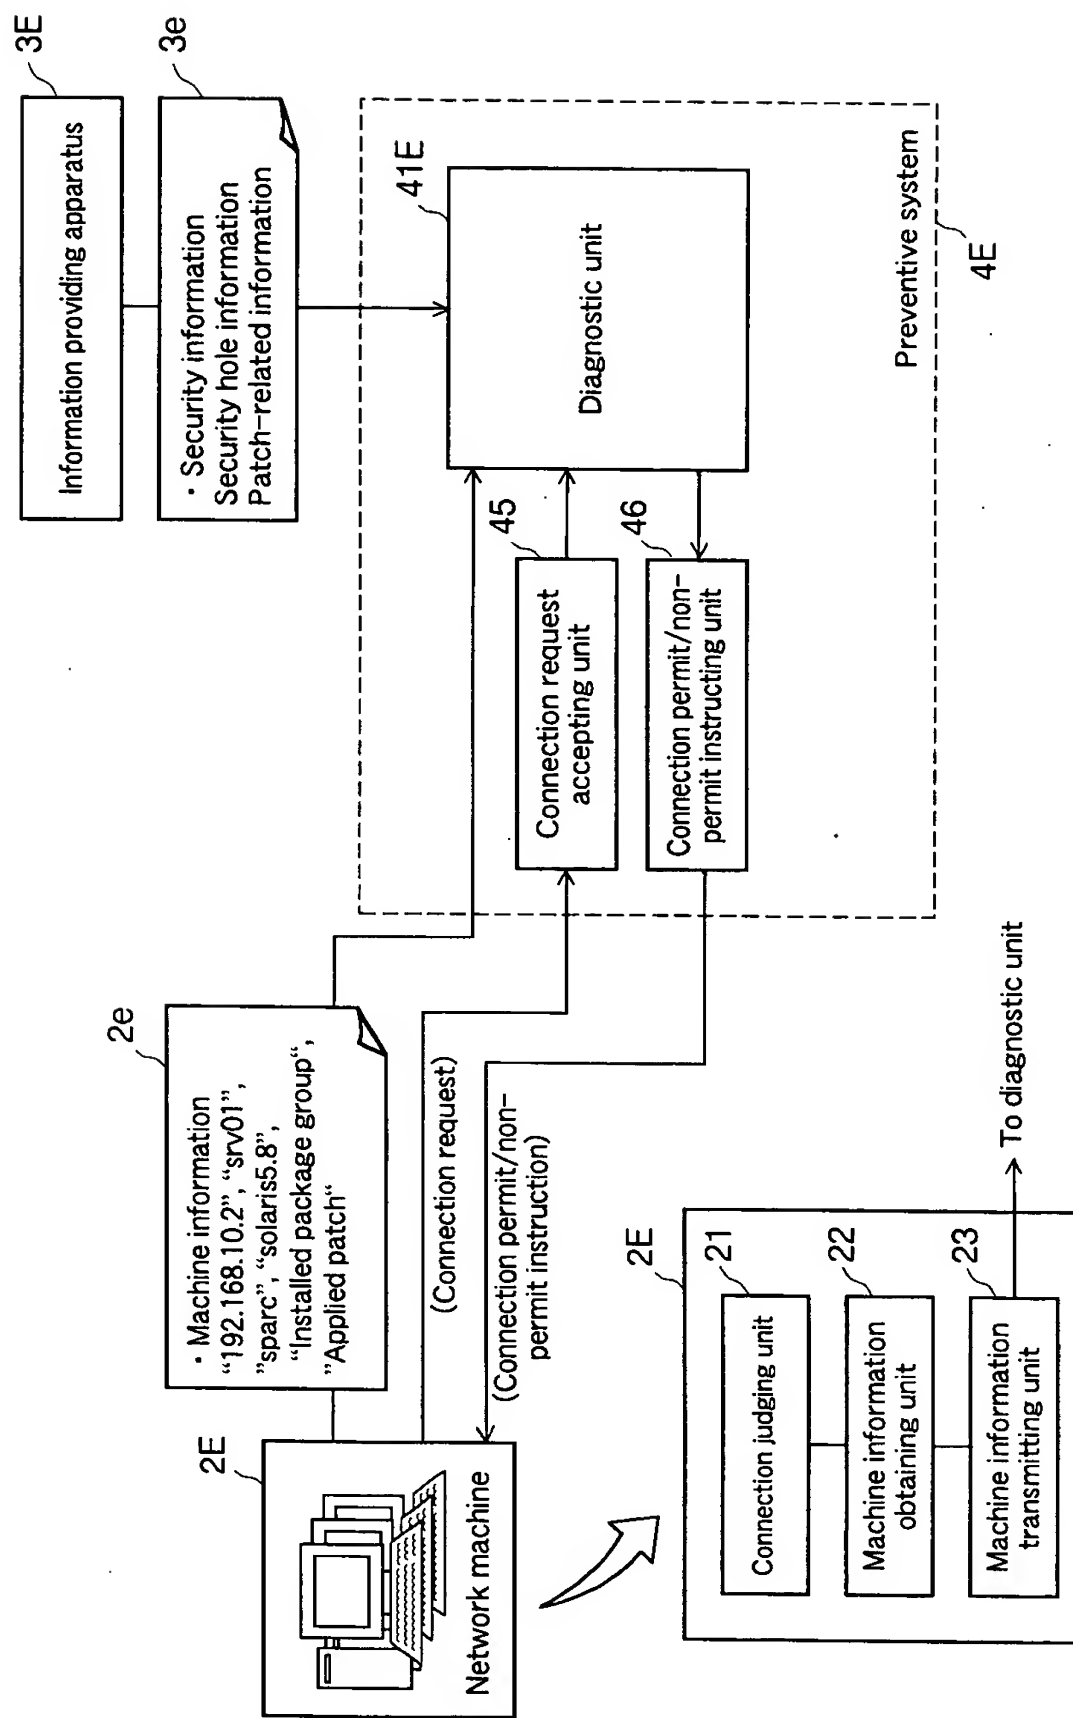 3E
Information providing apparatus
3e
· Security information
Security hole information
Patch-related information
2e
· Machine information
“192.168.10.2”, “srv01”,
”sparc”, “solaris5.8”,
“Installed package group“,
”Applied patch“
2E
Network machine
(Connection request)
(Connection permit/non-
permit instruction)
45
Connection request
accepting unit
46
Connection permit/non-
permit instructing unit
41E
Diagnostic unit
Preventive system
4E
2E
21
Connection judging unit
22
Machine information
obtaining unit
23
Machine information
transmitting unit
To diagnostic unit